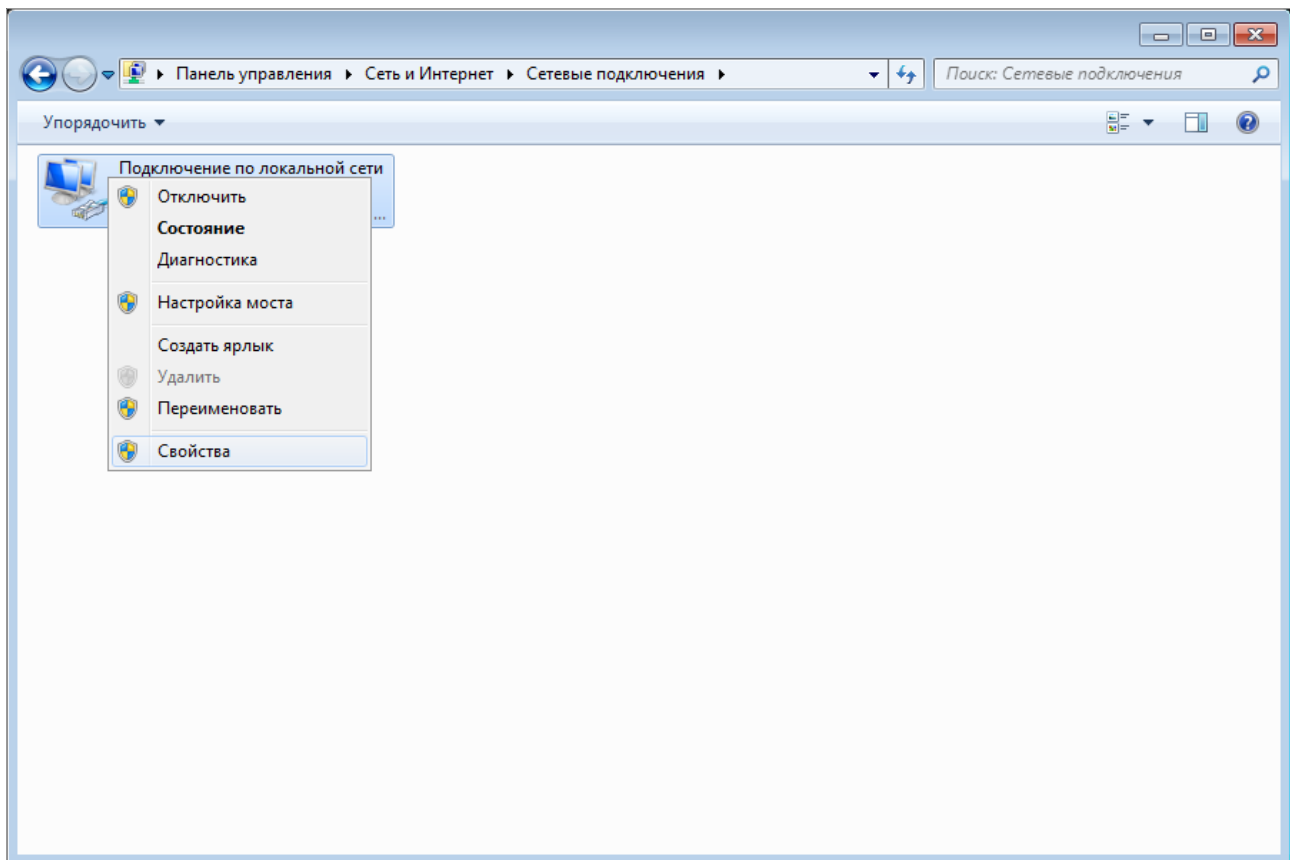 Панель управления Сеть и Интернет Сетевые подключения Поиск: Сетевые подключения
Упорядочить
Подключение по локальной сети
...
Отключить
Состояние
Диагностика
Настройка моста
Создать ярлык
Удалить
Переименовать
Свойства